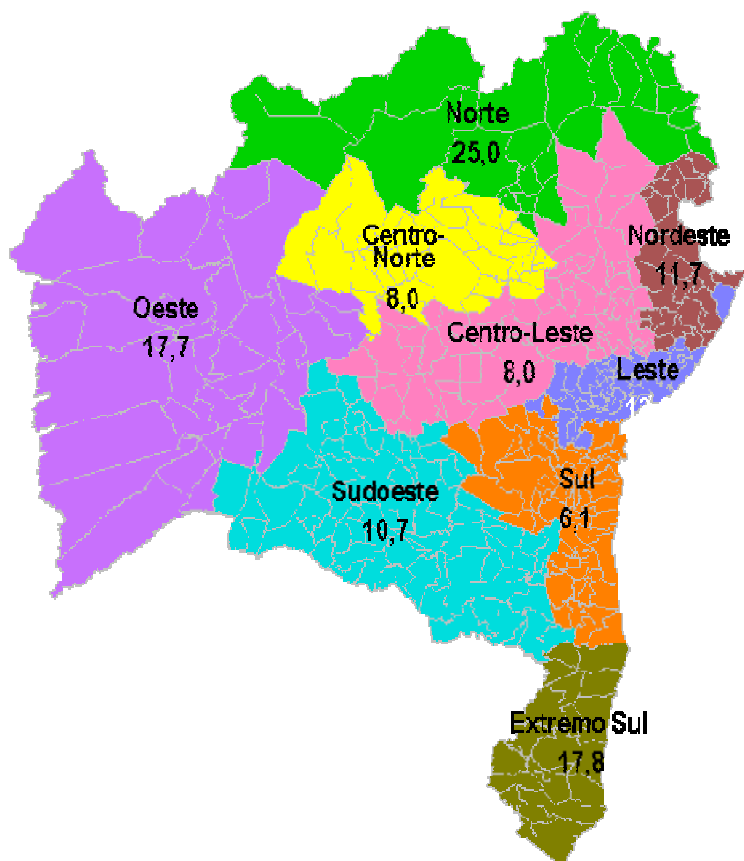 Norte
25,0
Centro-
Norte
8,0
Nordeste
11,7
Oeste
17,7
Centro-Leste
8,0
Leste
Sudoeste
10,7
Sul
6,1
Extremo Sul
17,8